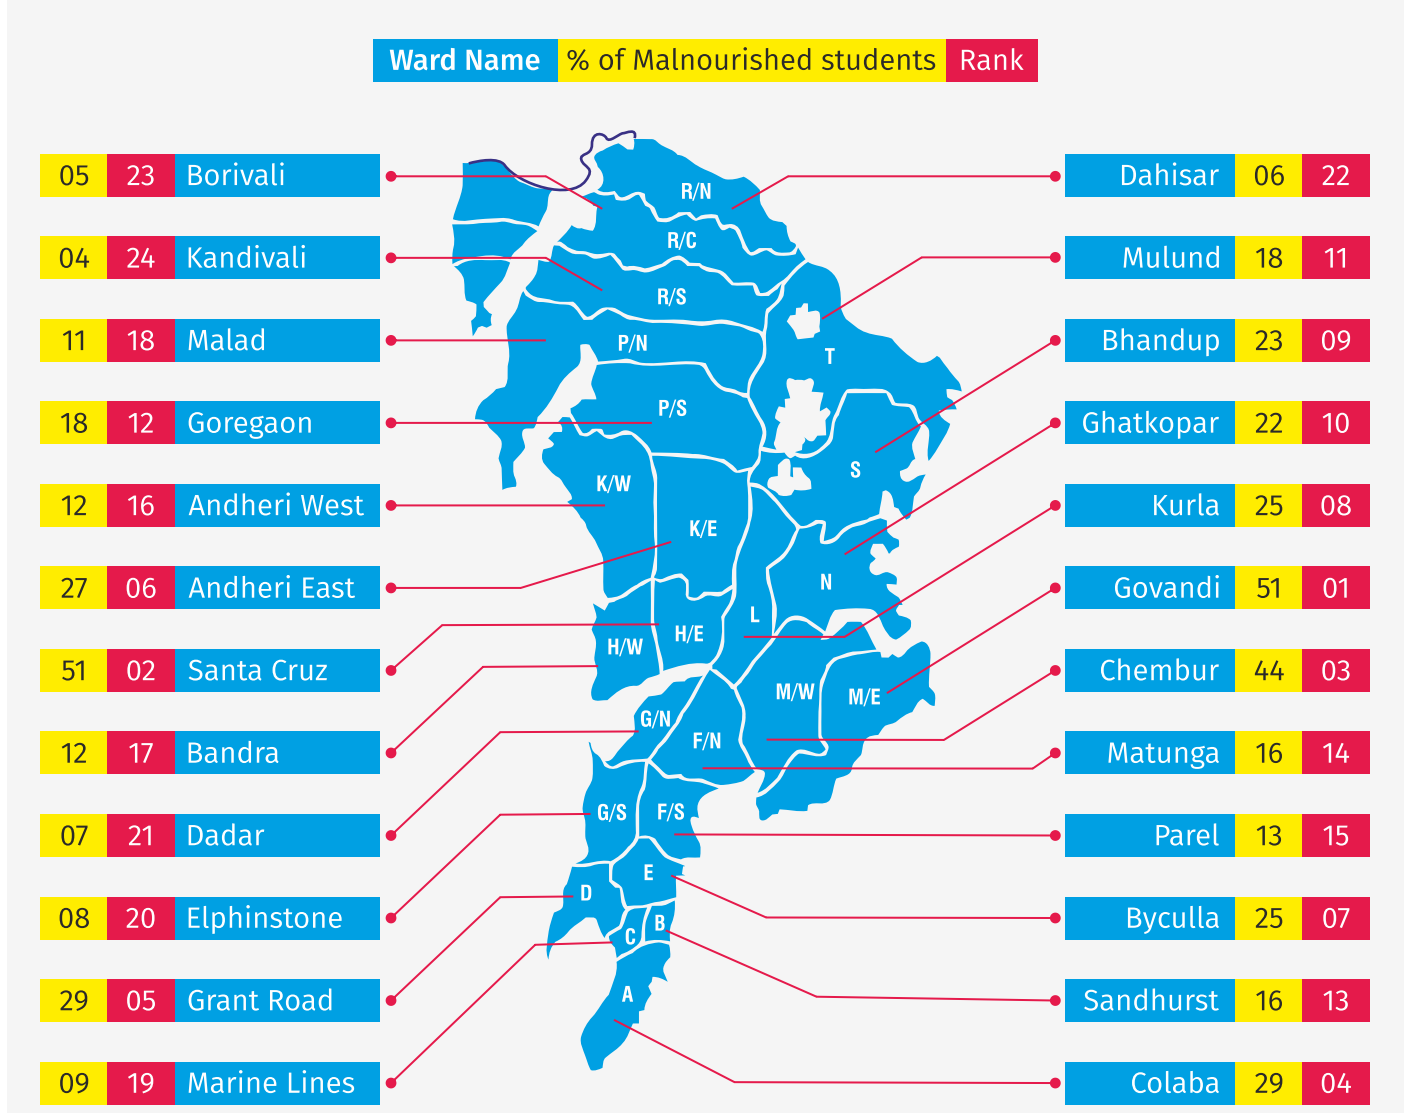 Ward Name % of Malnourished students Rank
05 23 Borivali
04 24 Kandivali
11 18 Malad
18 12 Goregaon
12 16 Andheri West
27 06 Andheri East
51 02 Santa Cruz
12 17 Bandra
07 21 Dadar
08 20 Elphinstone
29 05 Grant Road
09 19 Marine Lines
R/N
R/C
R/S
P/N
T
P/S
S
K/W
K/E
N
L
H/E
H/W
M/W
M/E
G/N
F/N
G/S
F/S
E
D
B
C
A
Dahisar 06 22
Mulund 18 11
Bhandup 23 09
Ghatkopar 22 10
Kurla 25 08
Govandi 51 01
Chembur 44 03
Matunga 16 14
Parel 13 15
Byculla 25 07
Sandhurst 16 13
Colaba 29 04